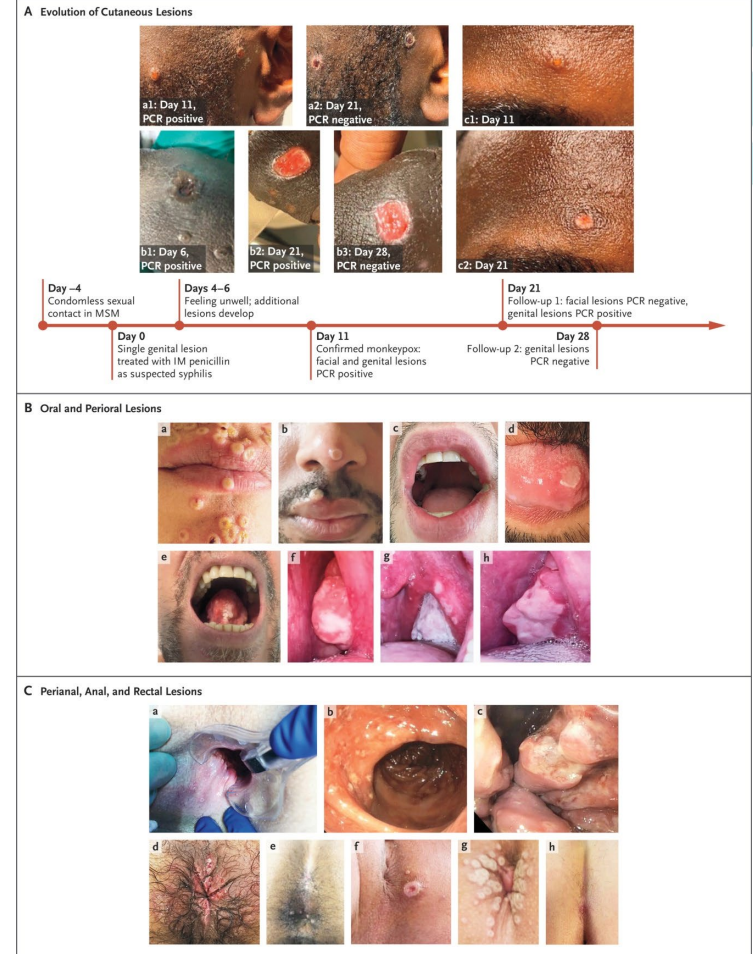 A Evolution of Cutaneous Lesions
a1: Day 11,
PCR positive
a2: Day 21,
PCR negative
c1: Day 11
b1: Day 6,
PCR positive
b2: Day 21,
PCR positive
b3: Day 28,
PCR negative
c2: Day 21
Day –4
Condomless sexual
contact in MSM
Days 4–6
Feeling unwell; additional
lesions develop
Day 21
Follow-up 1: facial lesions PCR negative,
genital lesions PCR positive
Day 0
Single genital lesion
treated with IM penicillin
as suspected syphilis
Day 11
Confirmed monkeypox:
facial and genital lesions
PCR positive
Day 28
Follow-up 2: genital lesions
PCR negative
B Oral and Perioral Lesions
a
b
c
d
e
f
g
h
C Perianal, Anal, and Rectal Lesions
a
b
c
d
e
f
g
h